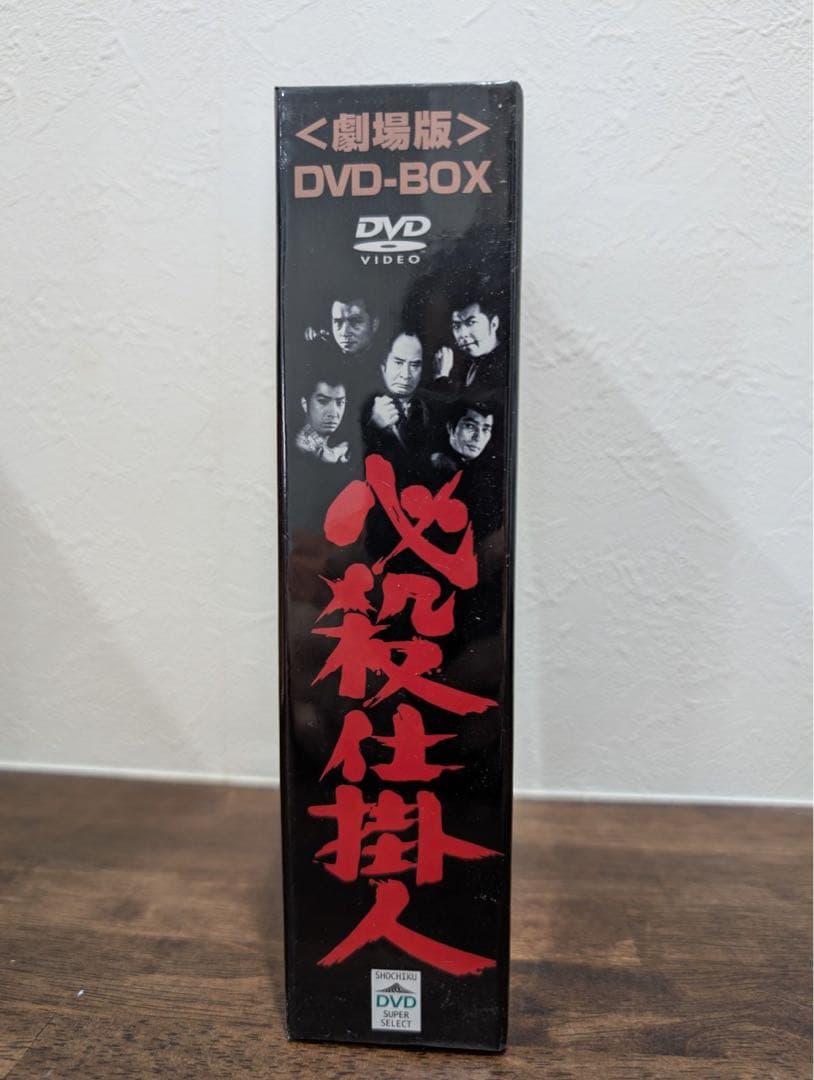 <劇場版>
DVD-BOX
DVD
VIDEO
必殺仕掛人
SHOCHIKU
DVD
SUPER
SELECT